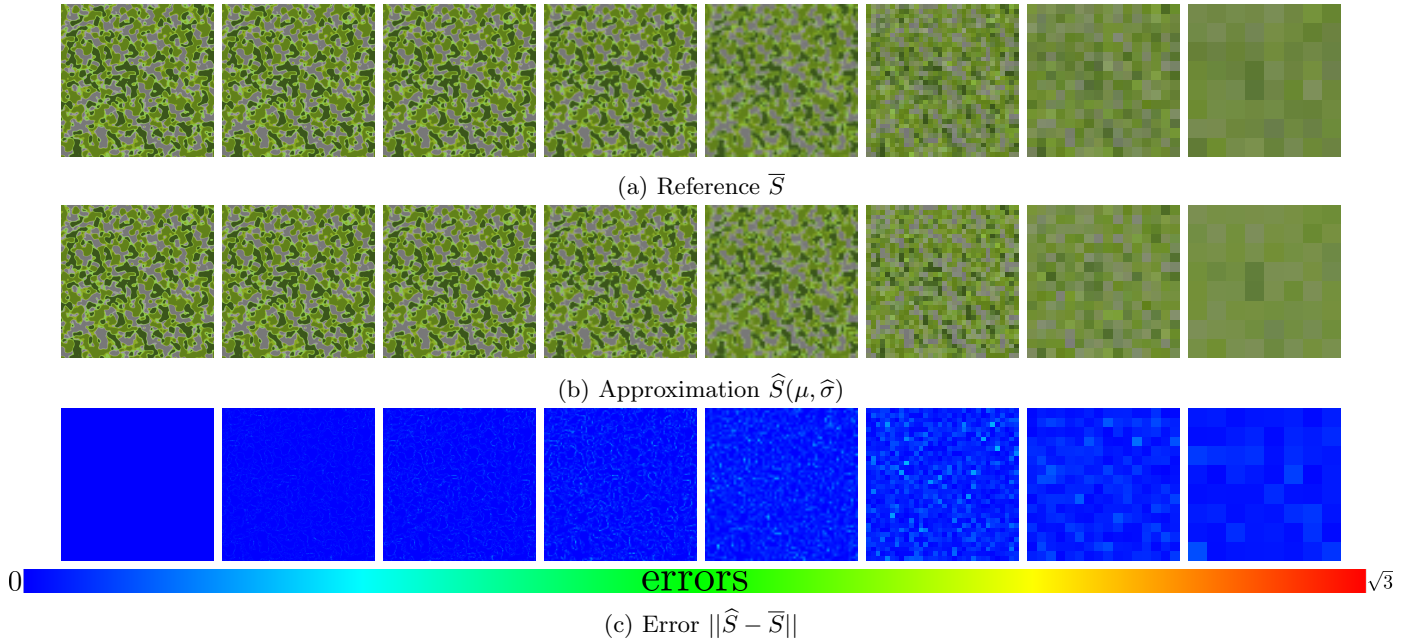 (a) Reference S̅
(b) Approximation Ŝ(μ, σ̂)
0 errors √3
(c) Error ||Ŝ − S̅||